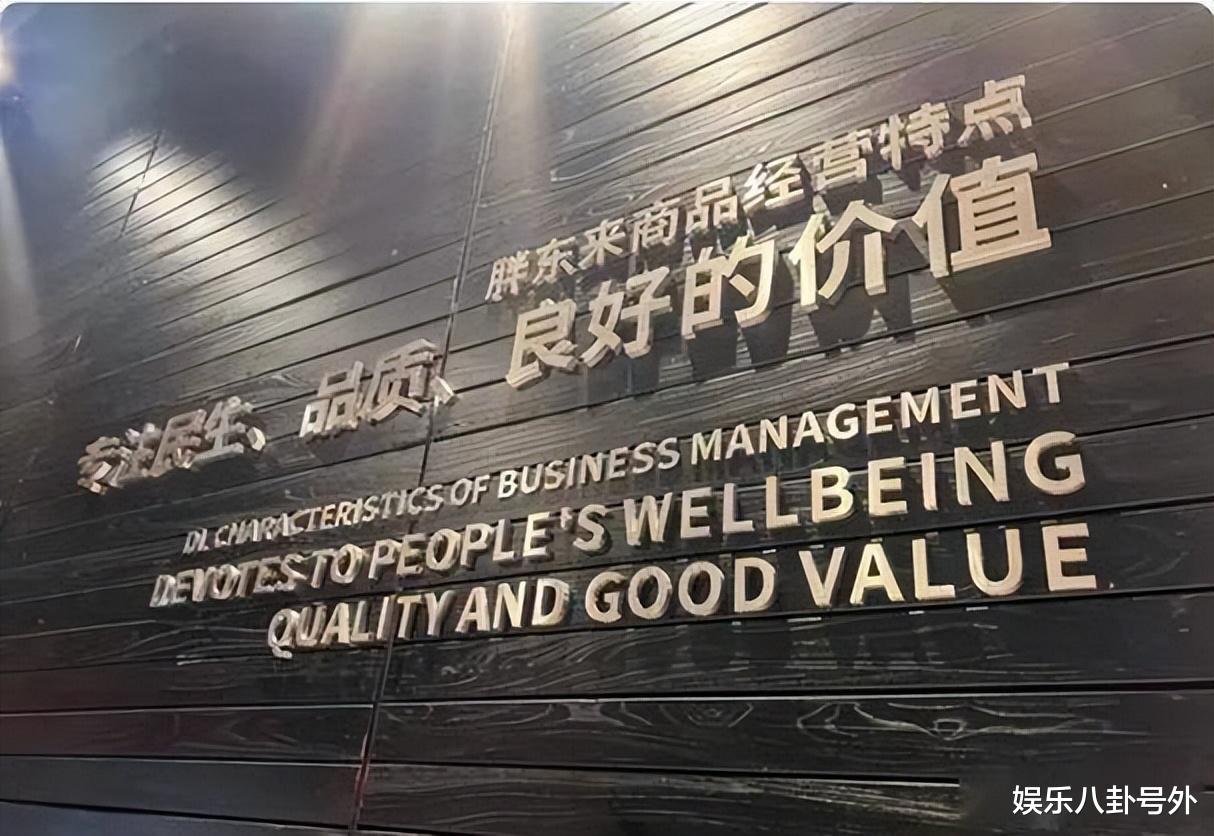 胖东来商品经营特点
专注民生、品质、良好的价值
DL CHARACTERISTICS OF BUSINESS MANAGEMENT
DEVOTES TO PEOPLE'S WELLBEING
QUALITY AND GOOD VALUE
娱乐八卦号外